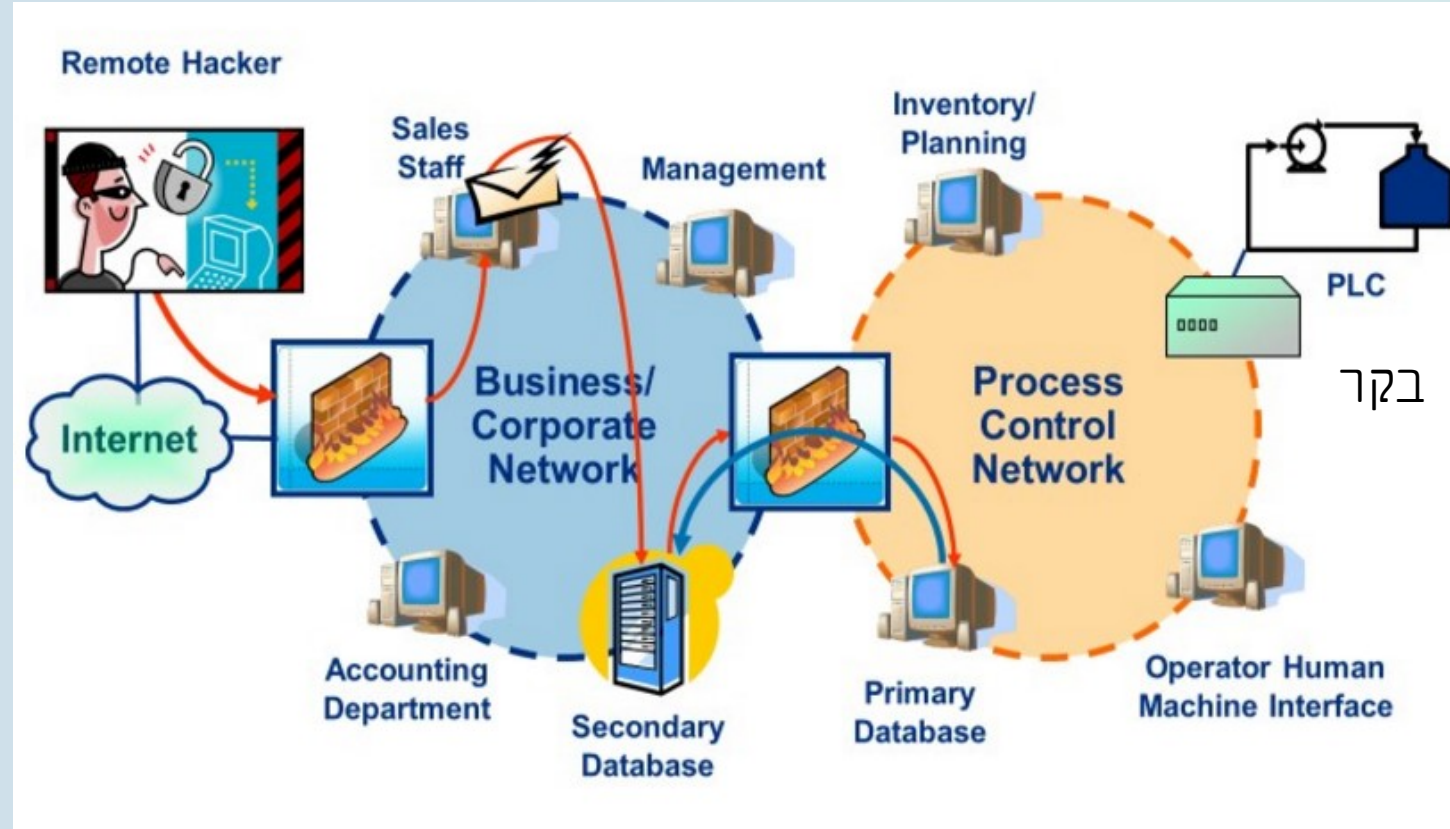 Remote Hacker
Sales
Staff
Management
Inventory/
Planning
PLC
בקר
Internet
Business/
Corporate
Network
Process
Control
Network
Accounting
Department
Secondary
Database
Primary
Database
Operator Human
Machine Interface